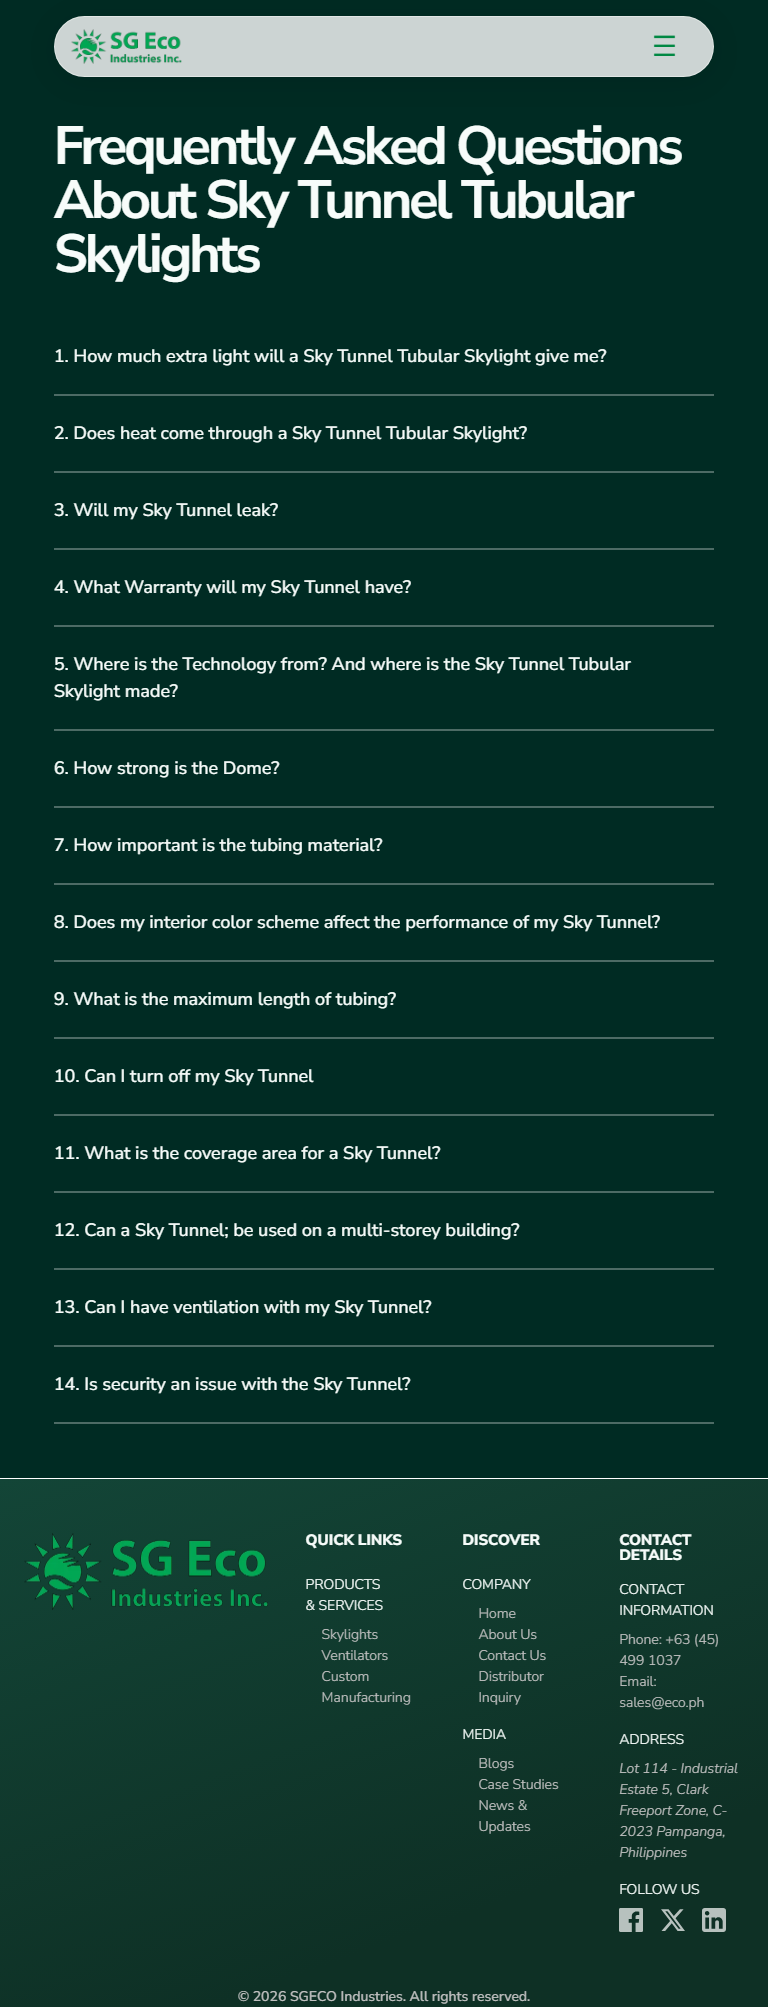 SG Eco
Industries Inc.
☰
Frequently Asked Questions
About Sky Tunnel Tubular
Skylights
1. How much extra light will a Sky Tunnel Tubular Skylight give me?
2. Does heat come through a Sky Tunnel Tubular Skylight?
3. Will my Sky Tunnel leak?
4. What Warranty will my Sky Tunnel have?
5. Where is the Technology from? And where is the Sky Tunnel Tubular
Skylight made?
6. How strong is the Dome?
7. How important is the tubing material?
8. Does my interior color scheme affect the performance of my Sky Tunnel?
9. What is the maximum length of tubing?
10. Can I turn off my Sky Tunnel
11. What is the coverage area for a Sky Tunnel?
12. Can a Sky Tunnel; be used on a multi-storey building?
13. Can I have ventilation with my Sky Tunnel?
14. Is security an issue with the Sky Tunnel?
SG Eco
Industries Inc.
QUICK LINKS
PRODUCTS
& SERVICES
Skylights
Ventilators
Custom
Manufacturing
DISCOVER
COMPANY
Home
About Us
Contact Us
Distributor
Inquiry
MEDIA
Blogs
Case Studies
News &
Updates
CONTACT
DETAILS
CONTACT
INFORMATION
Phone: +63 (45)
499 1037
Email:
sales@eco.ph
ADDRESS
Lot 114 - Industrial
Estate 5, Clark
Freeport Zone, C-
2023 Pampanga,
Philippines
FOLLOW US
© 2026 SGECO Industries. All rights reserved.